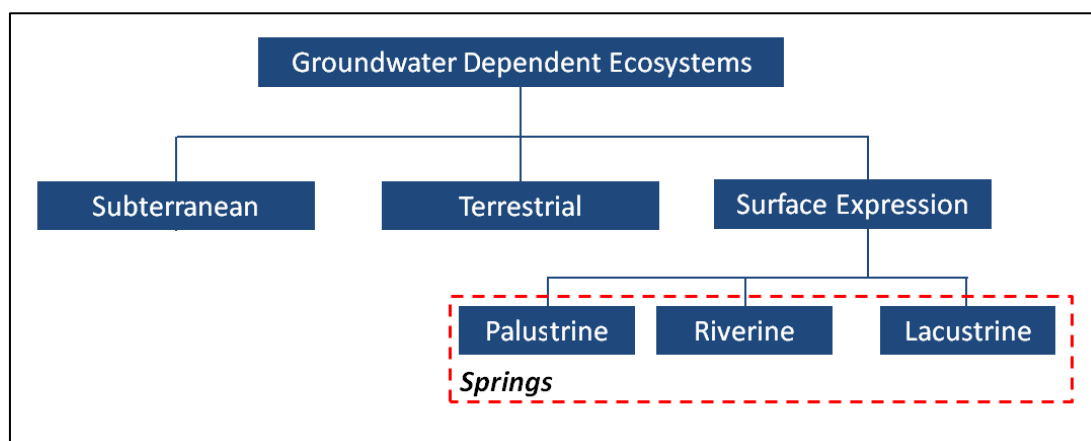 Groundwater Dependent Ecosystems
Subterranean
Terrestrial
Surface Expression
Palustrine
Riverine
Lacustrine
Springs